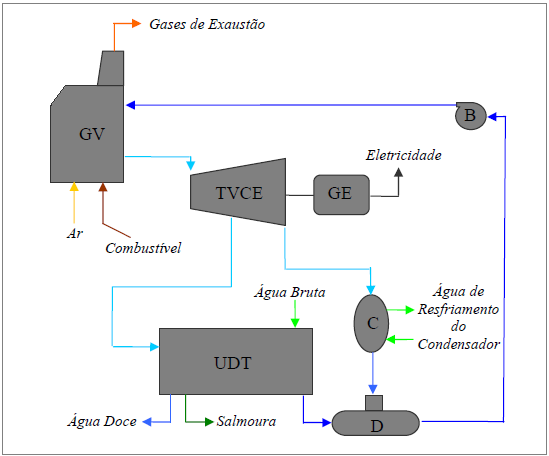 Gases de Exaustão
B
GV
Eletricidade
TVCE
GE
Ar
Combustível
Água Bruta
Água de
Resfriamento
do
Condensador
C
UDT
Água Doce
Salmoura
D